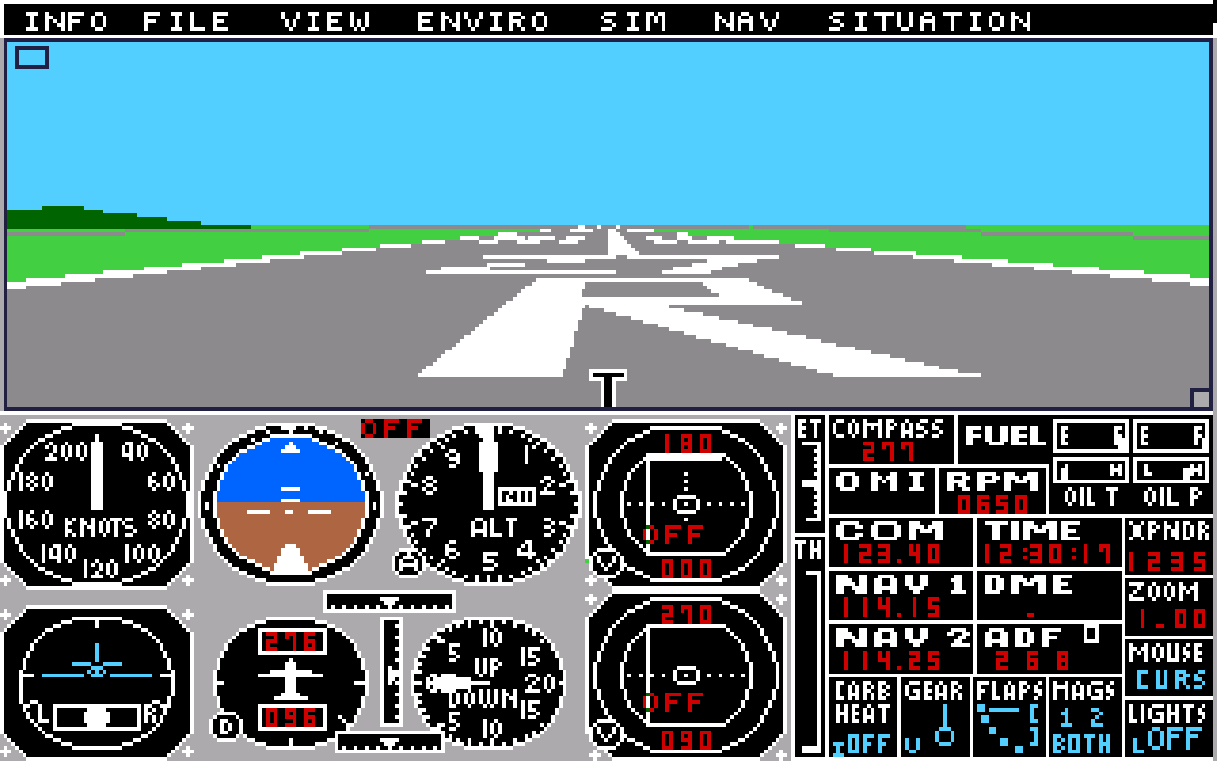 INFO FILE VIEW ENVIRO SIM NAV SITUATION
200 40
180 60
160 KNOTS 80
140 100
120
OFF
9 1
8 2
7 ALT 3
6 5 4
A
180
OFF
V 000
ET
TH
COMPASS
277
FUEL E F E F
OMI
RPM
0650
L H L H
OIL T OIL P
COM
123.40
TIME
12:30:17
XPNDR
1235
NAV 1
114.15
DME
.
ZOOM
1.00
NAV 2
114.25
ADF 0
268
MOUSE
CURS
L R
276
096
D
10
5 UP 15
0 20
DOWN
5 15
10
270
OFF
V 090
CARB
HEAT
IOFF
GEAR
U
FLAPS
MAGS
1 2
BOTH
LIGHTS
LOFF